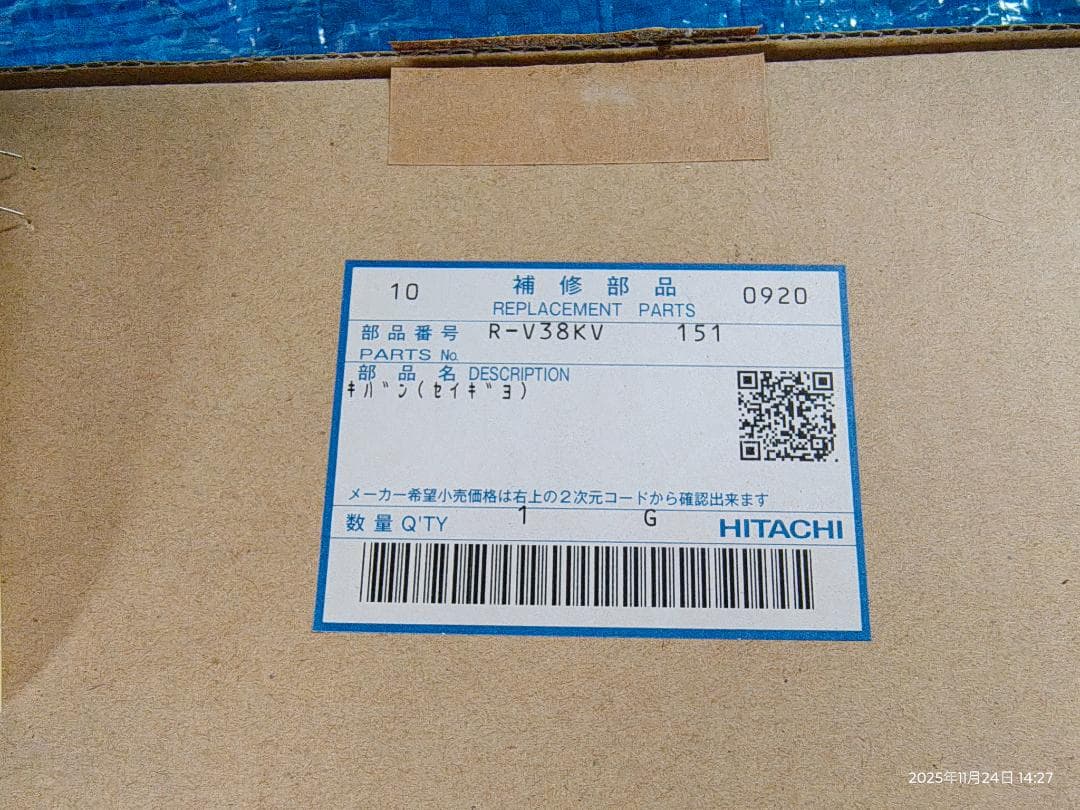 10 補修部品 0920
REPLACEMENT PARTS
部品番号 R-V38KV 151
PARTS No.
部品名 DESCRIPTION
ｷﾊﾞﾝ(ｾｲｷﾞﾖ)
メーカー希望小売価格は右上の2次元コードから確認出来ます
数量 Q'TY 1 G HITACHI
2025年11月24日 14:27